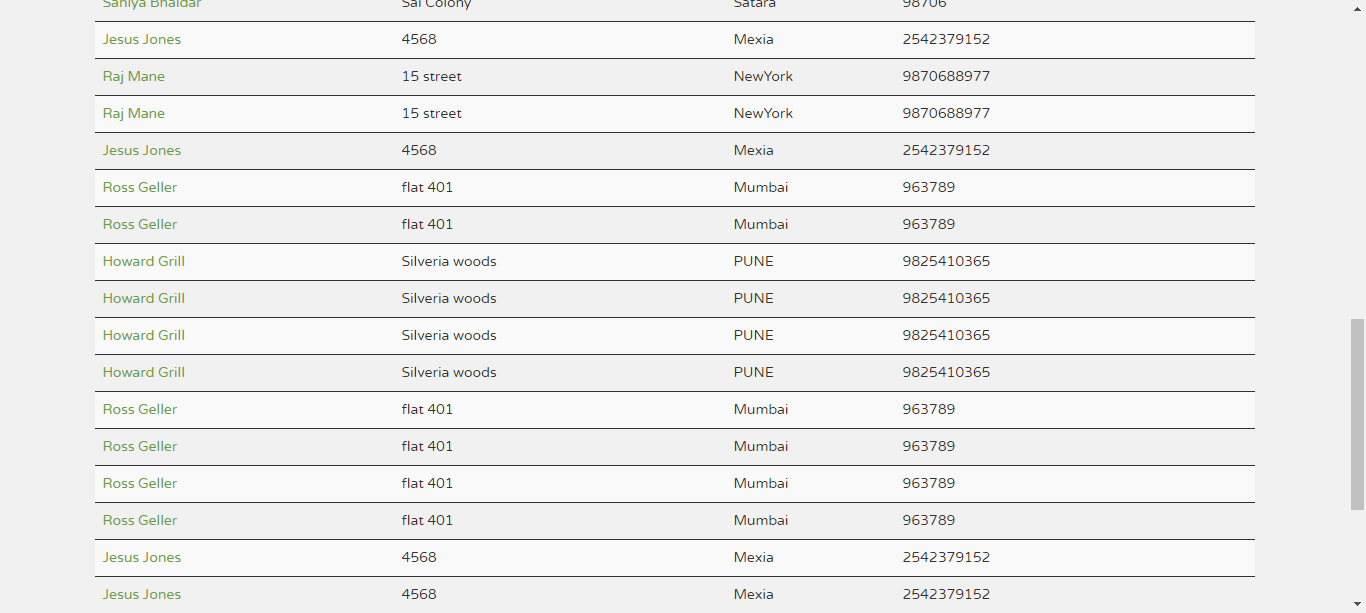 Saniya Bhaldar Sai Colony Satara 98706
Jesus Jones 4568 Mexia 2542379152
Raj Mane 15 street NewYork 9870688977
Raj Mane 15 street NewYork 9870688977
Jesus Jones 4568 Mexia 2542379152
Ross Geller flat 401 Mumbai 963789
Ross Geller flat 401 Mumbai 963789
Howard Grill Silveria woods PUNE 9825410365
Howard Grill Silveria woods PUNE 9825410365
Howard Grill Silveria woods PUNE 9825410365
Howard Grill Silveria woods PUNE 9825410365
Ross Geller flat 401 Mumbai 963789
Ross Geller flat 401 Mumbai 963789
Ross Geller flat 401 Mumbai 963789
Ross Geller flat 401 Mumbai 963789
Jesus Jones 4568 Mexia 2542379152
Jesus Jones 4568 Mexia 2542379152